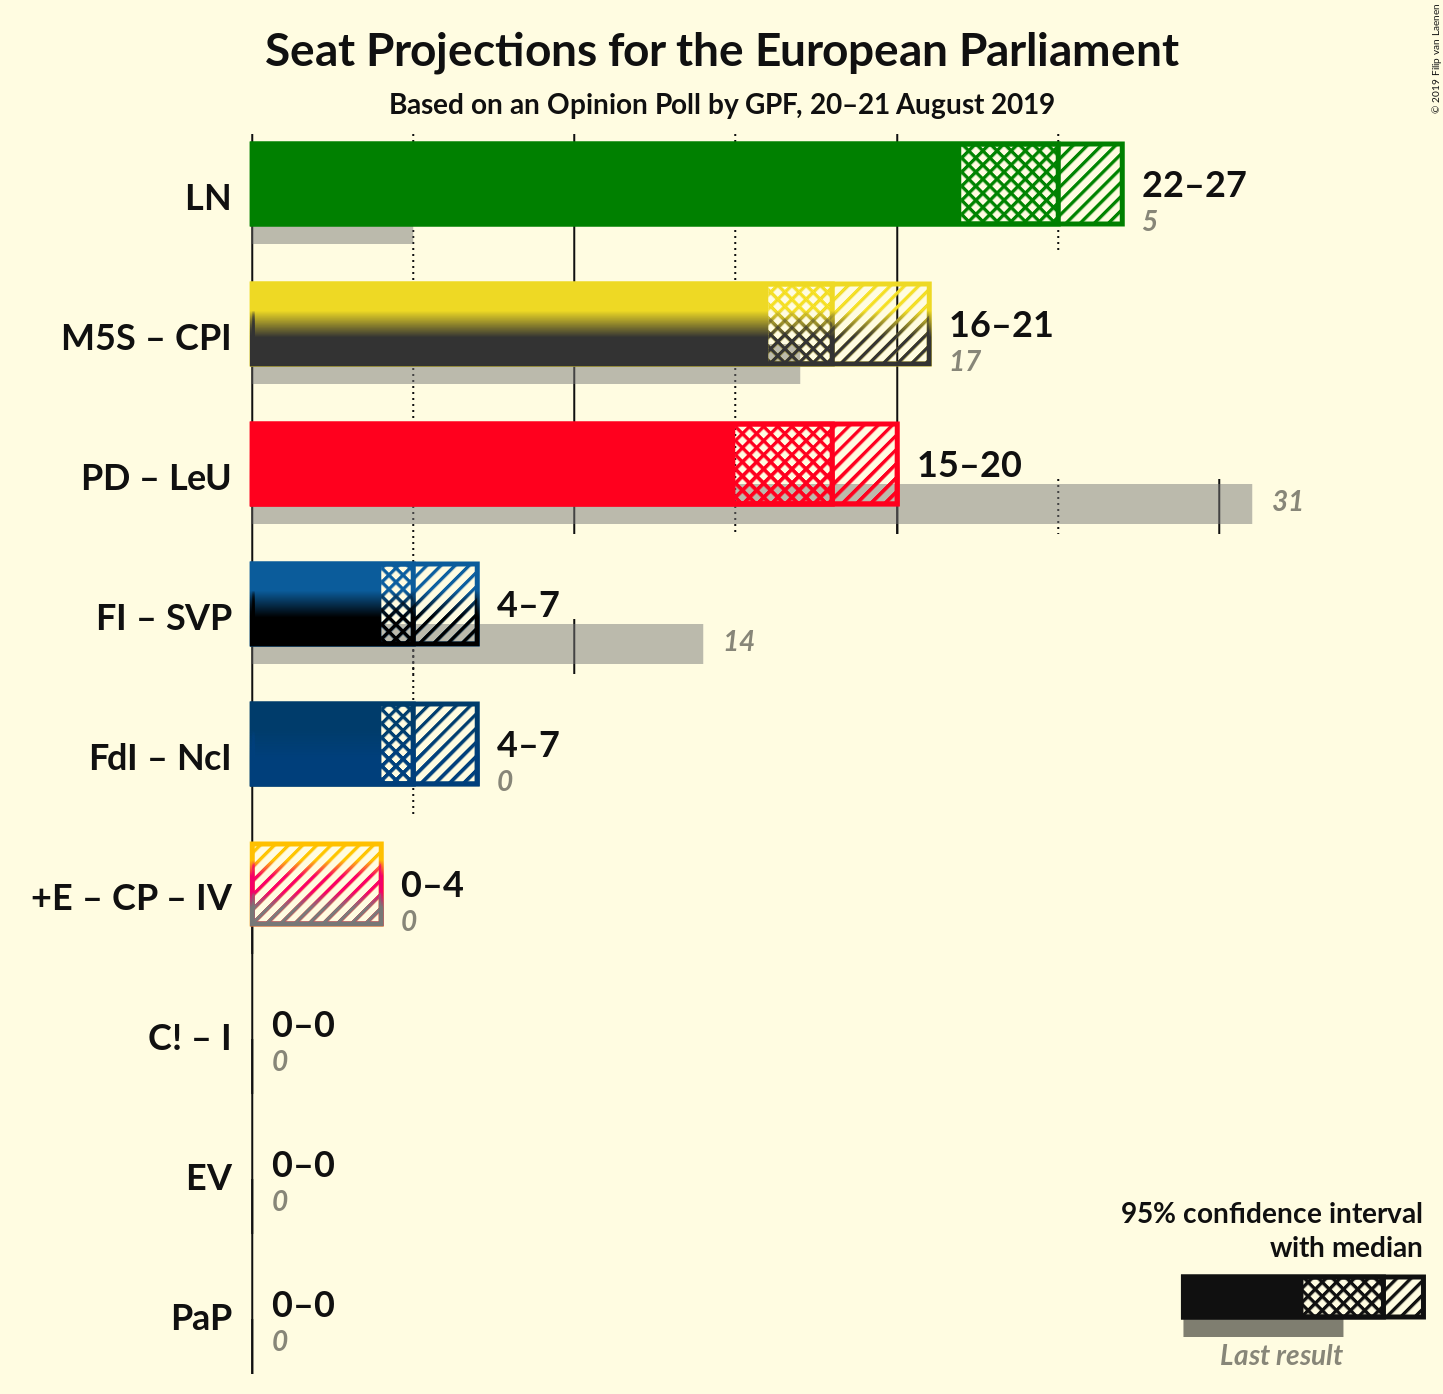 Seat Projections for the European Parliament
Based on an Opinion Poll by GPF, 20–21 August 2019
© 2019 Filip van Laenen
LN
22–27
5
M5S – CPI
16–21
17
PD – LeU
15–20
31
FI – SVP
4–7
14
FdI – NcI
4–7
0
+E – CP – IV
0–4
0
C! – I
0–0
0
EV
0–0
0
PaP
0–0
0
95% confidence interval
with median
Last result